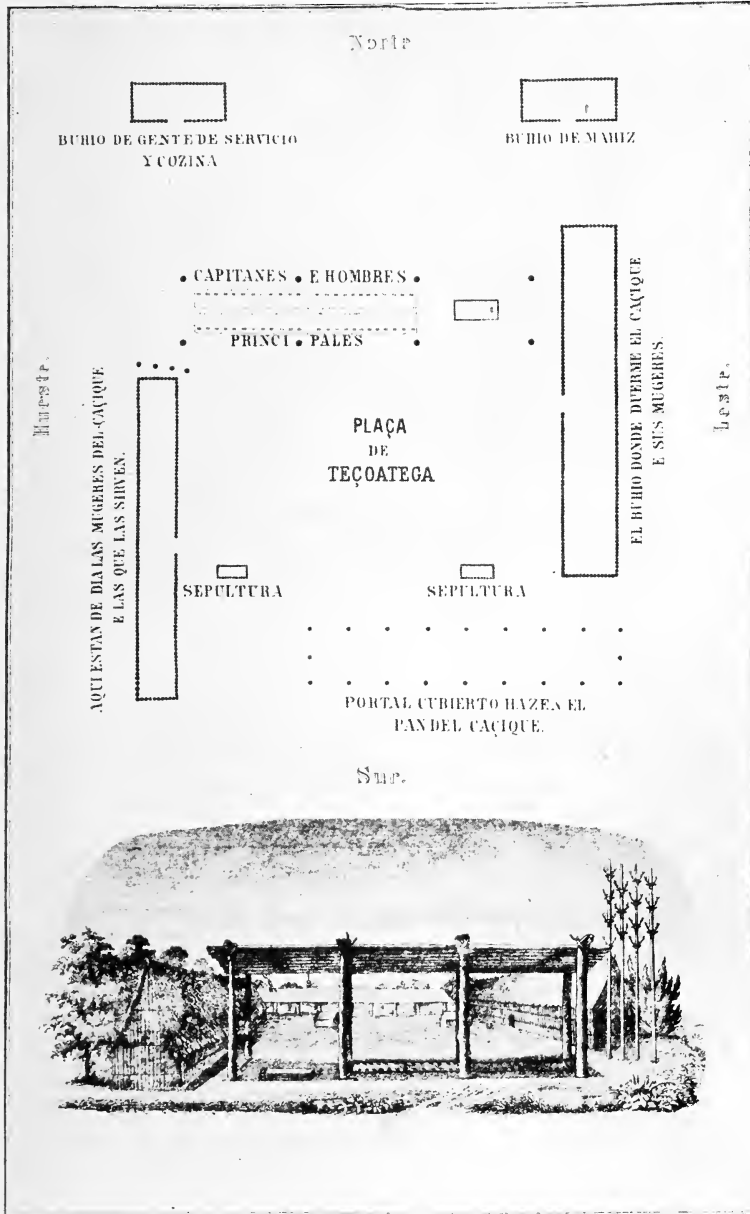 Norte
BUHIO DE GENTE DE SERVICIO
Y COZINA
BUHIO DE MAHIZ
CAPITANES E HOMBRES
PRINCIPALES
Hueste.
Leste.
AQUI ESTAN DE DIA LAS MUGERES DEL CAÇIQUE
E LAS QUE LAS SIRVEN.
PLAÇA
DE
TEÇOATEGA
EL BUHIO DONDE DUERME EL CAÇIQUE
E SUS MUGERES.
SEPULTURA
SEPULTURA
PORTAL CUBIERTO HAZEN EL
PAN DEL CAÇIQUE.
Sur.